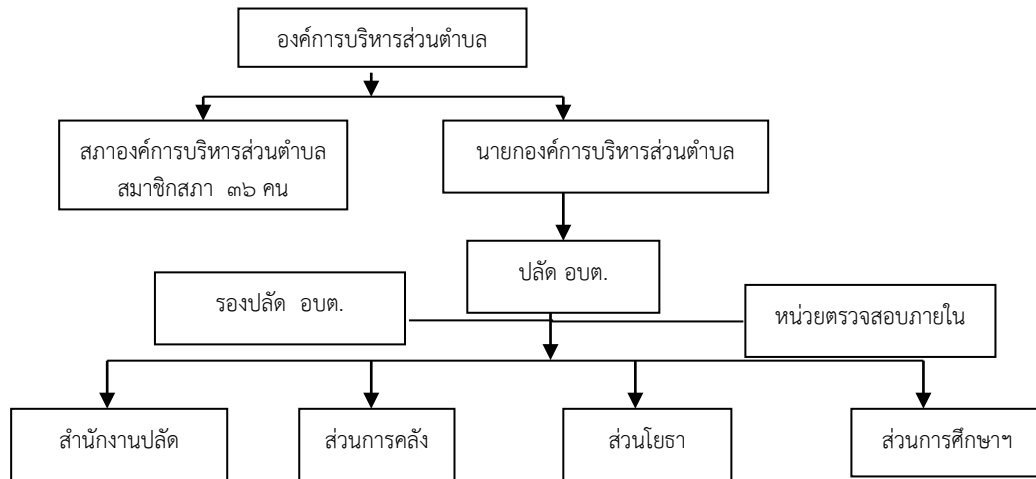 องค์การบริหารส่วนตำบล
สภาองค์การบริหารส่วนตำบล
สมาชิกสภา ๓๖ คน
นายกองค์การบริหารส่วนตำบล
ปลัด อบต.
รองปลัด อบต.
หน่วยตรวจสอบภายใน
สำนักงานปลัด
ส่วนการคลัง
ส่วนโยธา
ส่วนการศึกษาฯ